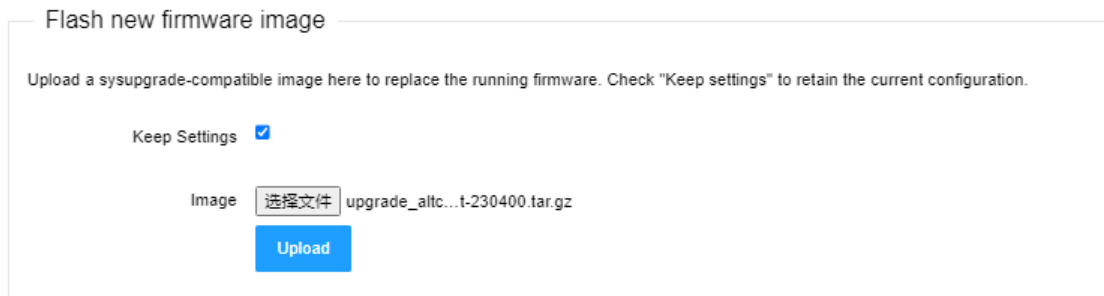 Flash new firmware image
Upload a sysupgrade-compatible image here to replace the running firmware. Check "Keep settings" to retain the current configuration.
Keep Settings
Image 选择文件 upgrade_altc...t-230400.tar.gz
Upload